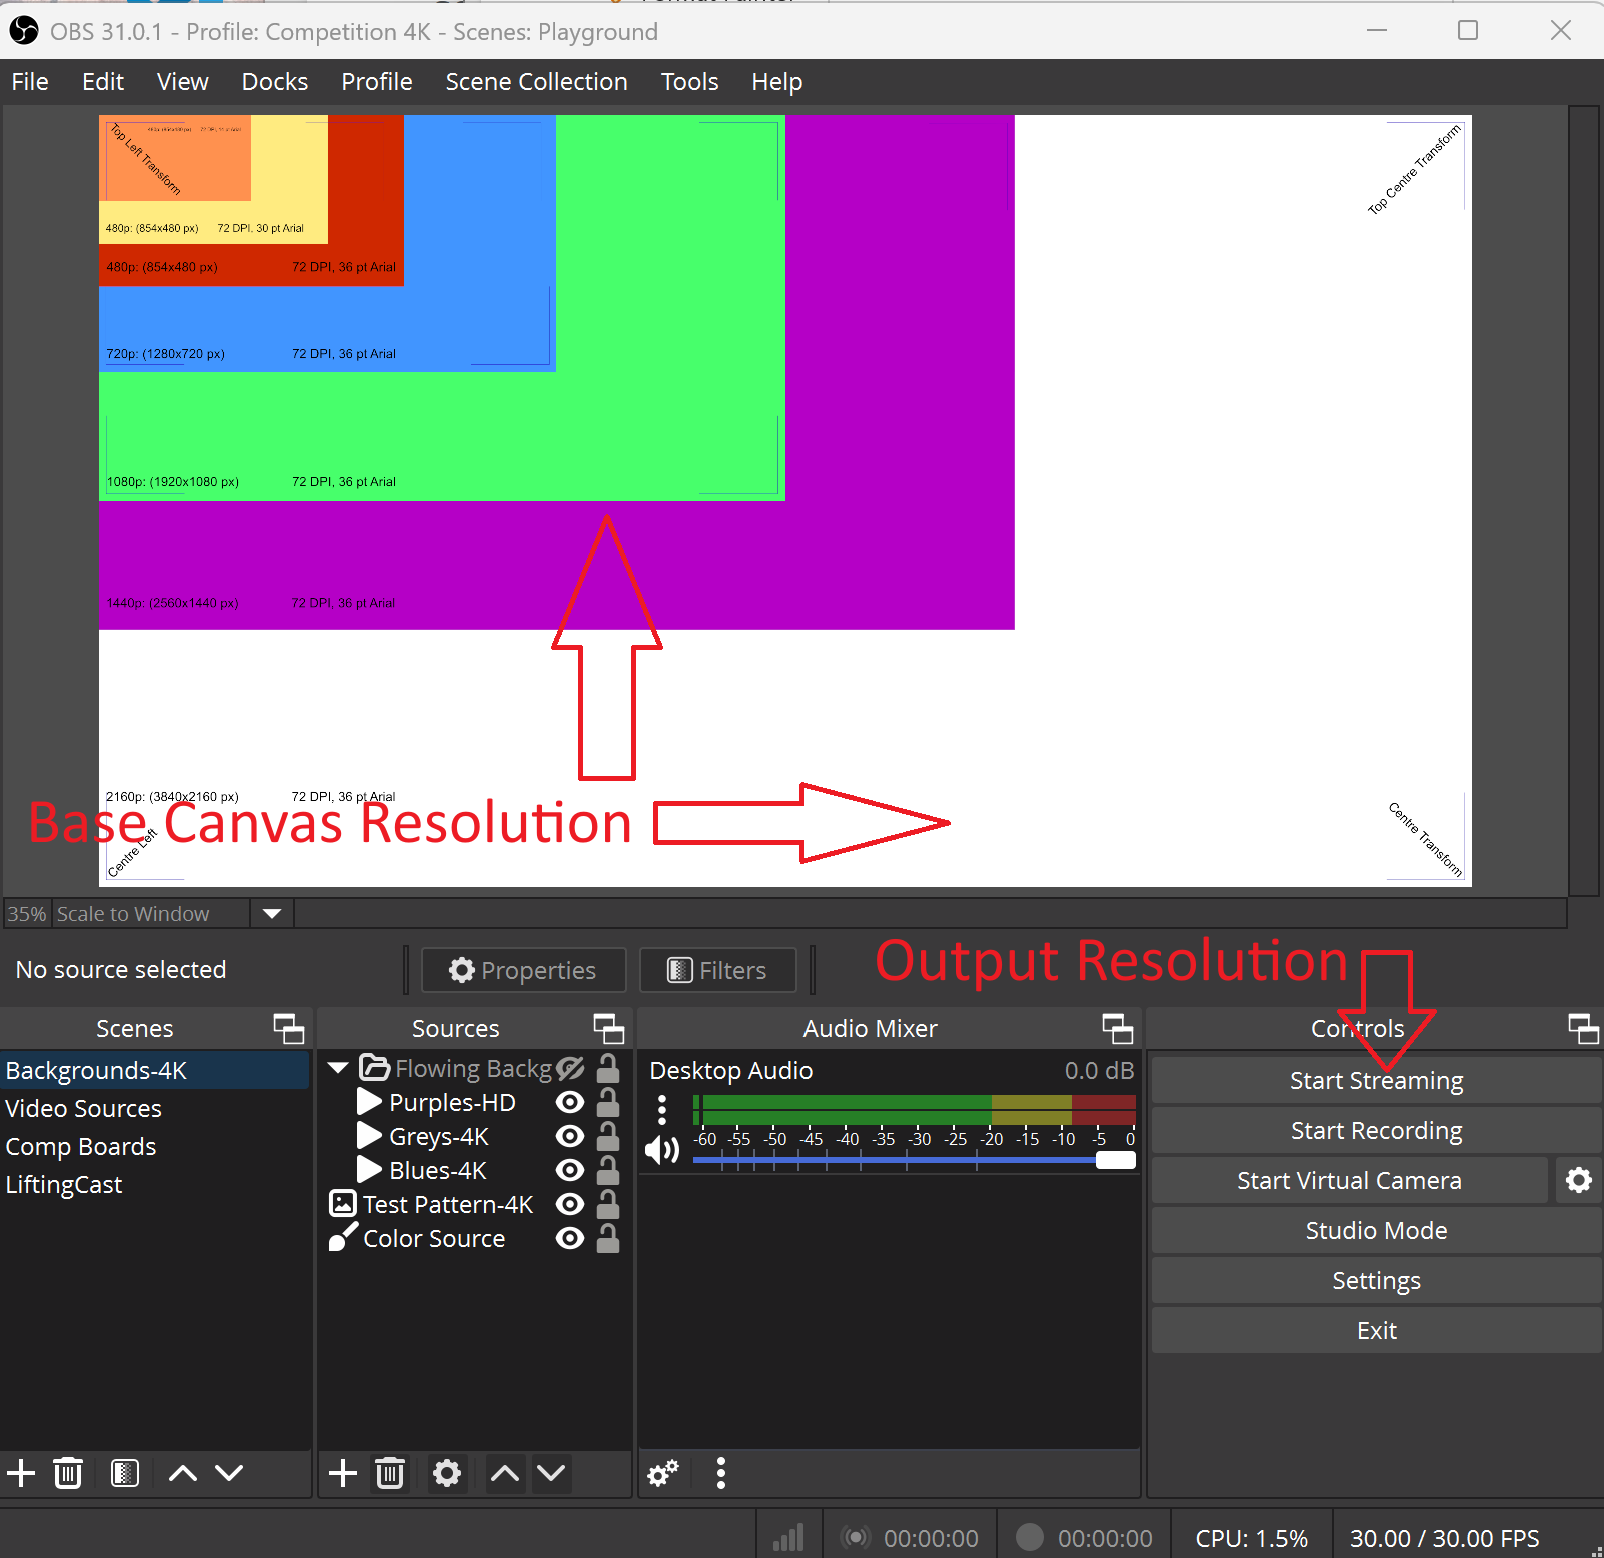 OBS 31.0.1 - Profile: Competition 4K - Scenes: Playground
File Edit View Docks Profile Scene Collection Tools Help
480p: (854x480 px) 72 DPI, 11 pt Arial
Top Left Transform
Top Centre Transform
480p: (854x480 px) 72 DPI, 30 pt Arial
480p: (854x480 px) 72 DPI, 36 pt Arial
720p: (1280x720 px) 72 DPI, 36 pt Arial
1080p: (1920x1080 px) 72 DPI, 36 pt Arial
1440p: (2560x1440 px) 72 DPI, 36 pt Arial
2160p: (3840x2160 px) 72 DPI, 36 pt Arial
Base Canvas Resolution
Centre Left
Centre Transform
35% Scale to Window
No source selected
Properties
Filters
Output Resolution
Scenes
Backgrounds-4K
Video Sources
Comp Boards
LiftingCast
Sources
Flowing Backg
Purples-HD
Greys-4K
Blues-4K
Test Pattern-4K
Color Source
Audio Mixer
Desktop Audio 0.0 dB
-60 -55 -50 -45 -40 -35 -30 -25 -20 -15 -10 -5 0
Controls
Start Streaming
Start Recording
Start Virtual Camera
Studio Mode
Settings
Exit
00:00:00 00:00:00 CPU: 1.5% 30.00 / 30.00 FPS